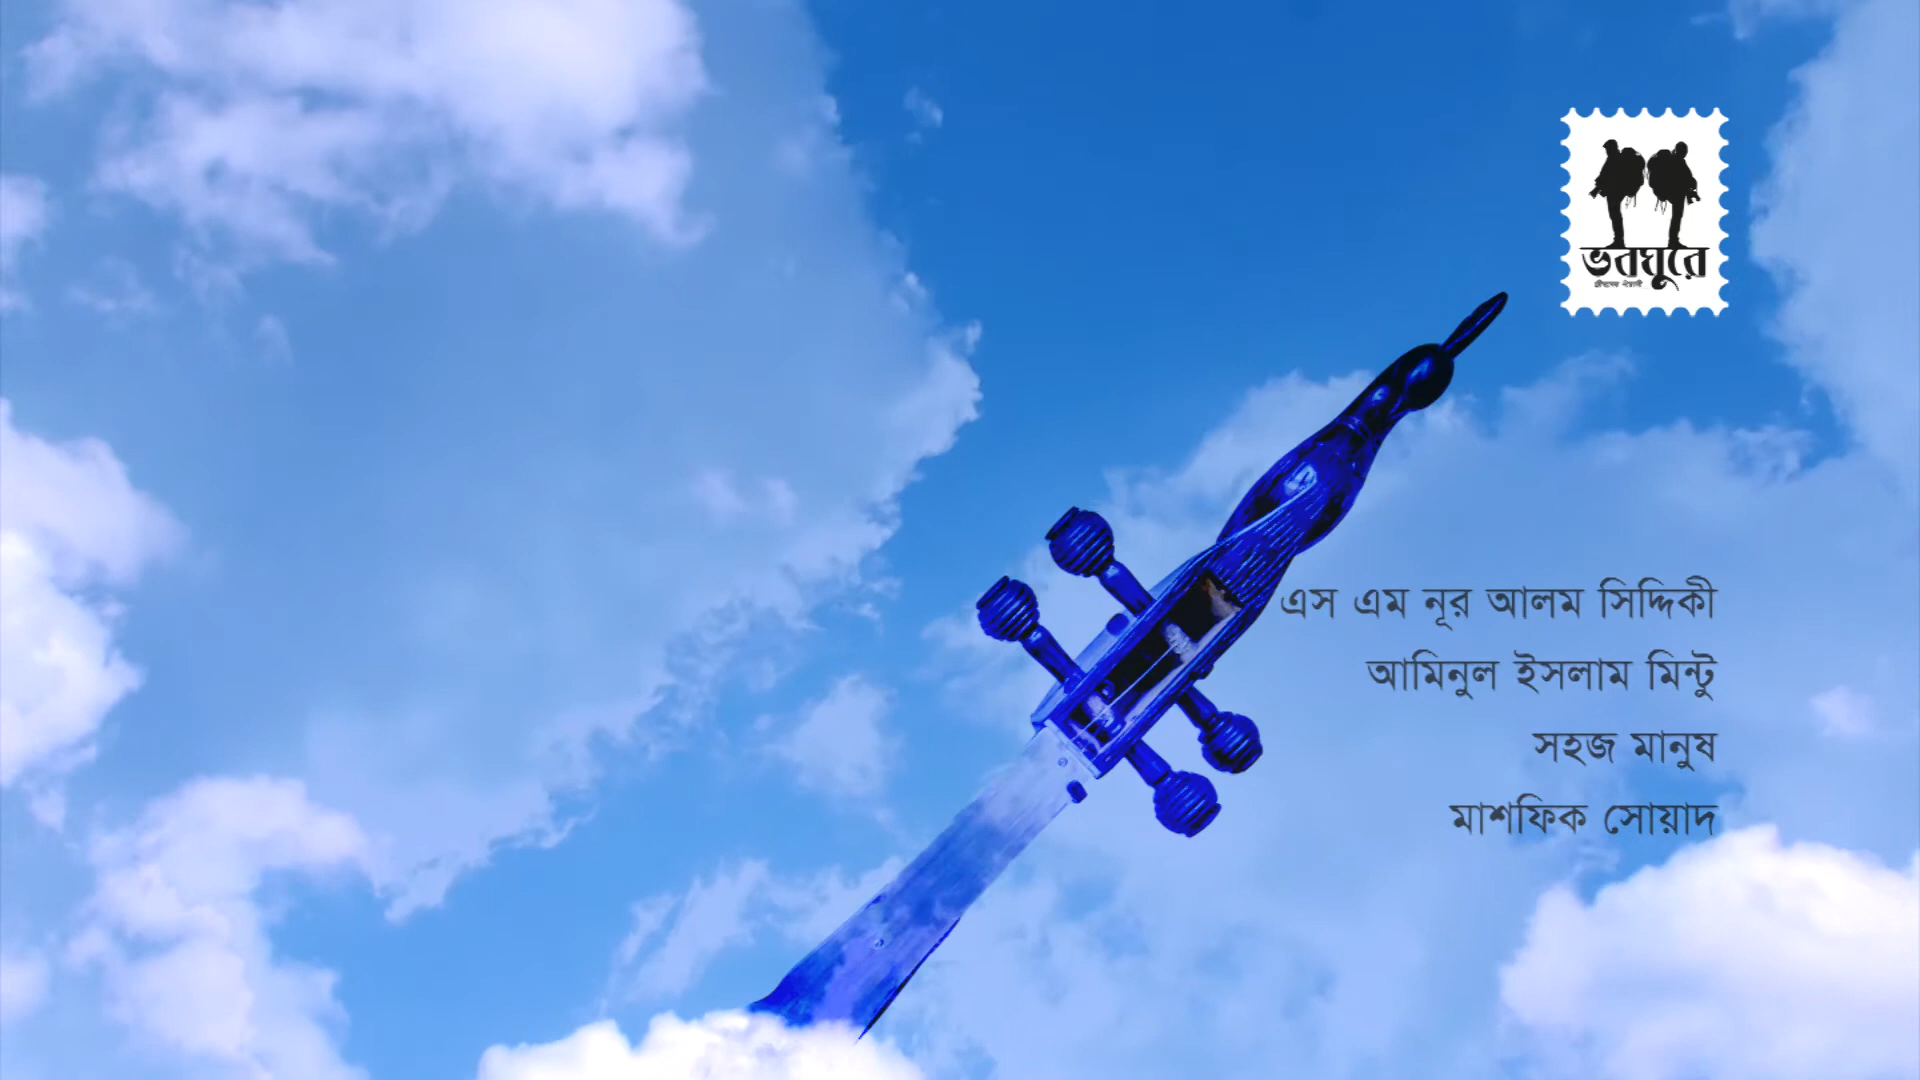 ভবঘুরে
এস এম নূর আলম সিদ্দিকী
আমিনুল ইসলাম মিন্টু
সহজ মানুষ
মাশফিক সোয়াদ